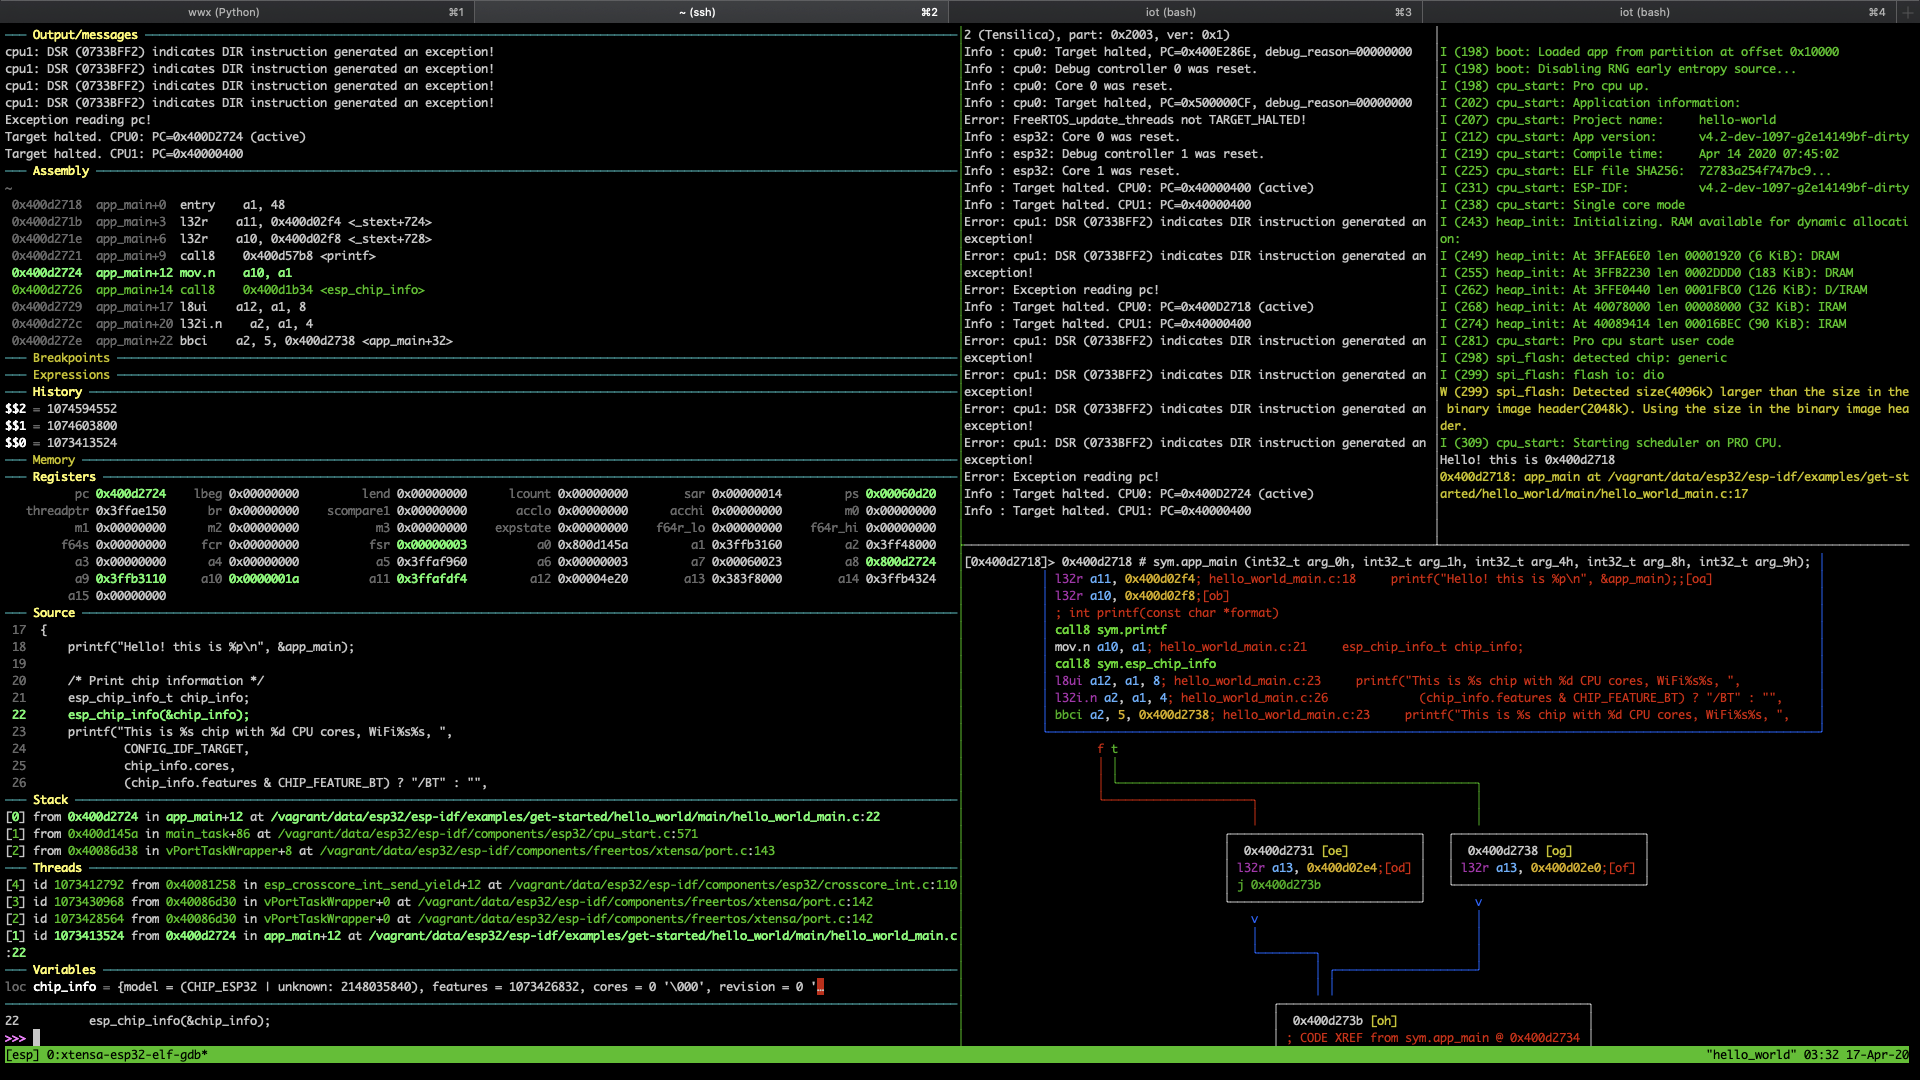 wwx (Python) ⌘1 ~ (ssh) ⌘2 iot (bash) ⌘3 iot (bash) ⌘4 +
Output/messages
cpu1: DSR (0733BFF2) indicates DIR instruction generated an exception!
cpu1: DSR (0733BFF2) indicates DIR instruction generated an exception!
cpu1: DSR (0733BFF2) indicates DIR instruction generated an exception!
cpu1: DSR (0733BFF2) indicates DIR instruction generated an exception!
Exception reading pc!
Target halted. CPU0: PC=0x400D2724 (active)
Target halted. CPU1: PC=0x40000400
Assembly
~
0x400d2718 app_main+0 entry a1, 48
0x400d271b app_main+3 l32r a11, 0x400d02f4 <_stext+724>
0x400d271e app_main+6 l32r a10, 0x400d02f8 <_stext+728>
0x400d2721 app_main+9 call8 0x400d57b8 <printf>
0x400d2724 app_main+12 mov.n a10, a1
0x400d2726 app_main+14 call8 0x400d1b34 <esp_chip_info>
0x400d2729 app_main+17 l8ui a12, a1, 8
0x400d272c app_main+20 l32i.n a2, a1, 4
0x400d272e app_main+22 bbci a2, 5, 0x400d2738 <app_main+32>
Breakpoints
Expressions
History
$$2 = 1074594552
$$1 = 1074603800
$$0 = 1073413524
Memory
Registers
pc 0x400d2724 lbeg 0x00000000 lend 0x00000000 lcount 0x00000000 sar 0x00000014 ps 0x00060d20
threadptr 0x3ffae150 br 0x00000000 scompare1 0x00000000 acclo 0x00000000 acchi 0x00000000 m0 0x00000000
m1 0x00000000 m2 0x00000000 m3 0x00000000 expstate 0x00000000 f64r_lo 0x00000000 f64r_hi 0x00000000
f64s 0x00000000 fcr 0x00000000 fsr 0x00000003 a0 0x800d145a a1 0x3ffb3160 a2 0x3ff48000
a3 0x00000000 a4 0x00000000 a5 0x3ffaf960 a6 0x00000003 a7 0x00060023 a8 0x800d2724
a9 0x3ffb3110 a10 0x0000001a a11 0x3ffafdf4 a12 0x00004e20 a13 0x383f8000 a14 0x3ffb4324
a15 0x00000000
Source
17 {
18 printf("Hello! this is %p\n", &app_main);
19
20 /* Print chip information */
21 esp_chip_info_t chip_info;
22 esp_chip_info(&chip_info);
23 printf("This is %s chip with %d CPU cores, WiFi%s%s, ",
24 CONFIG_IDF_TARGET,
25 chip_info.cores,
26 (chip_info.features & CHIP_FEATURE_BT) ? "/BT" : "",
Stack
[0] from 0x400d2724 in app_main+12 at /vagrant/data/esp32/esp-idf/examples/get-started/hello_world/main/hello_world_main.c:22
[1] from 0x400d145a in main_task+86 at /vagrant/data/esp32/esp-idf/components/esp32/cpu_start.c:571
[2] from 0x40086d38 in vPortTaskWrapper+8 at /vagrant/data/esp32/esp-idf/components/freertos/xtensa/port.c:143
Threads
[4] id 1073412792 from 0x40081258 in esp_crosscore_int_send_yield+12 at /vagrant/data/esp32/esp-idf/components/esp32/crosscore_int.c:110
[3] id 1073430968 from 0x40086d30 in vPortTaskWrapper+0 at /vagrant/data/esp32/esp-idf/components/freertos/xtensa/port.c:142
[2] id 1073428564 from 0x40086d30 in vPortTaskWrapper+0 at /vagrant/data/esp32/esp-idf/components/freertos/xtensa/port.c:142
[1] id 1073413524 from 0x400d2724 in app_main+12 at /vagrant/data/esp32/esp-idf/examples/get-started/hello_world/main/hello_world_main.c
:22
Variables
loc chip_info = {model = (CHIP_ESP32 | unknown: 2148035840), features = 1073426832, cores = 0 '\000', revision = 0 '…
22 esp_chip_info(&chip_info);
>>>
2 (Tensilica), part: 0x2003, ver: 0x1)
Info : cpu0: Target halted, PC=0x400E286E, debug_reason=00000000
Info : cpu0: Debug controller 0 was reset.
Info : cpu0: Core 0 was reset.
Info : cpu0: Target halted, PC=0x500000CF, debug_reason=00000000
Error: FreeRTOS_update_threads not TARGET_HALTED!
Info : esp32: Core 0 was reset.
Info : esp32: Debug controller 1 was reset.
Info : esp32: Core 1 was reset.
Info : Target halted. CPU0: PC=0x40000400 (active)
Info : Target halted. CPU1: PC=0x40000400
Error: cpu1: DSR (0733BFF2) indicates DIR instruction generated an
exception!
Error: cpu1: DSR (0733BFF2) indicates DIR instruction generated an
exception!
Error: Exception reading pc!
Info : Target halted. CPU0: PC=0x400D2718 (active)
Info : Target halted. CPU1: PC=0x40000400
Error: cpu1: DSR (0733BFF2) indicates DIR instruction generated an
exception!
Error: cpu1: DSR (0733BFF2) indicates DIR instruction generated an
exception!
Error: cpu1: DSR (0733BFF2) indicates DIR instruction generated an
exception!
Error: cpu1: DSR (0733BFF2) indicates DIR instruction generated an
exception!
Error: Exception reading pc!
Info : Target halted. CPU0: PC=0x400D2724 (active)
Info : Target halted. CPU1: PC=0x40000400
I (198) boot: Loaded app from partition at offset 0x10000
I (198) boot: Disabling RNG early entropy source...
I (198) cpu_start: Pro cpu up.
I (202) cpu_start: Application information:
I (207) cpu_start: Project name: hello-world
I (212) cpu_start: App version: v4.2-dev-1097-g2e14149bf-dirty
I (219) cpu_start: Compile time: Apr 14 2020 07:45:02
I (225) cpu_start: ELF file SHA256: 72783a254f747bc9...
I (231) cpu_start: ESP-IDF: v4.2-dev-1097-g2e14149bf-dirty
I (238) cpu_start: Single core mode
I (243) heap_init: Initializing. RAM available for dynamic allocati
on:
I (249) heap_init: At 3FFAE6E0 len 00001920 (6 KiB): DRAM
I (255) heap_init: At 3FFB2230 len 0002DDD0 (183 KiB): DRAM
I (262) heap_init: At 3FFE0440 len 0001FBC0 (126 KiB): D/IRAM
I (268) heap_init: At 40078000 len 00008000 (32 KiB): IRAM
I (274) heap_init: At 40089414 len 00016BEC (90 KiB): IRAM
I (281) cpu_start: Pro cpu start user code
I (298) spi_flash: detected chip: generic
I (299) spi_flash: flash io: dio
W (299) spi_flash: Detected size(4096k) larger than the size in the
binary image header(2048k). Using the size in the binary image hea
der.
I (309) cpu_start: Starting scheduler on PRO CPU.
Hello! this is 0x400d2718
0x400d2718: app_main at /vagrant/data/esp32/esp-idf/examples/get-st
arted/hello_world/main/hello_world_main.c:17
[0x400d2718]> 0x400d2718 # sym.app_main (int32_t arg_0h, int32_t arg_1h, int32_t arg_4h, int32_t arg_8h, int32_t arg_9h);
l32r a11, 0x400d02f4; hello_world_main.c:18 printf("Hello! this is %p\n", &app_main);;[oa]
l32r a10, 0x400d02f8;[ob]
; int printf(const char *format)
call8 sym.printf
mov.n a10, a1; hello_world_main.c:21 esp_chip_info_t chip_info;
call8 sym.esp_chip_info
l8ui a12, a1, 8; hello_world_main.c:23 printf("This is %s chip with %d CPU cores, WiFi%s%s, ",
l32i.n a2, a1, 4; hello_world_main.c:26 (chip_info.features & CHIP_FEATURE_BT) ? "/BT" : "",
bbci a2, 5, 0x400d2738; hello_world_main.c:23 printf("This is %s chip with %d CPU cores, WiFi%s%s, ",
f t
0x400d2731 [oe]
l32r a13, 0x400d02e4;[od]
j 0x400d273b
v
0x400d2738 [og]
l32r a13, 0x400d02e0;[of]
v
0x400d273b [oh]
; CODE XREF from sym.app_main @ 0x400d2734
[esp] 0:xtensa-esp32-elf-gdb* "hello_world" 03:32 17-Apr-20